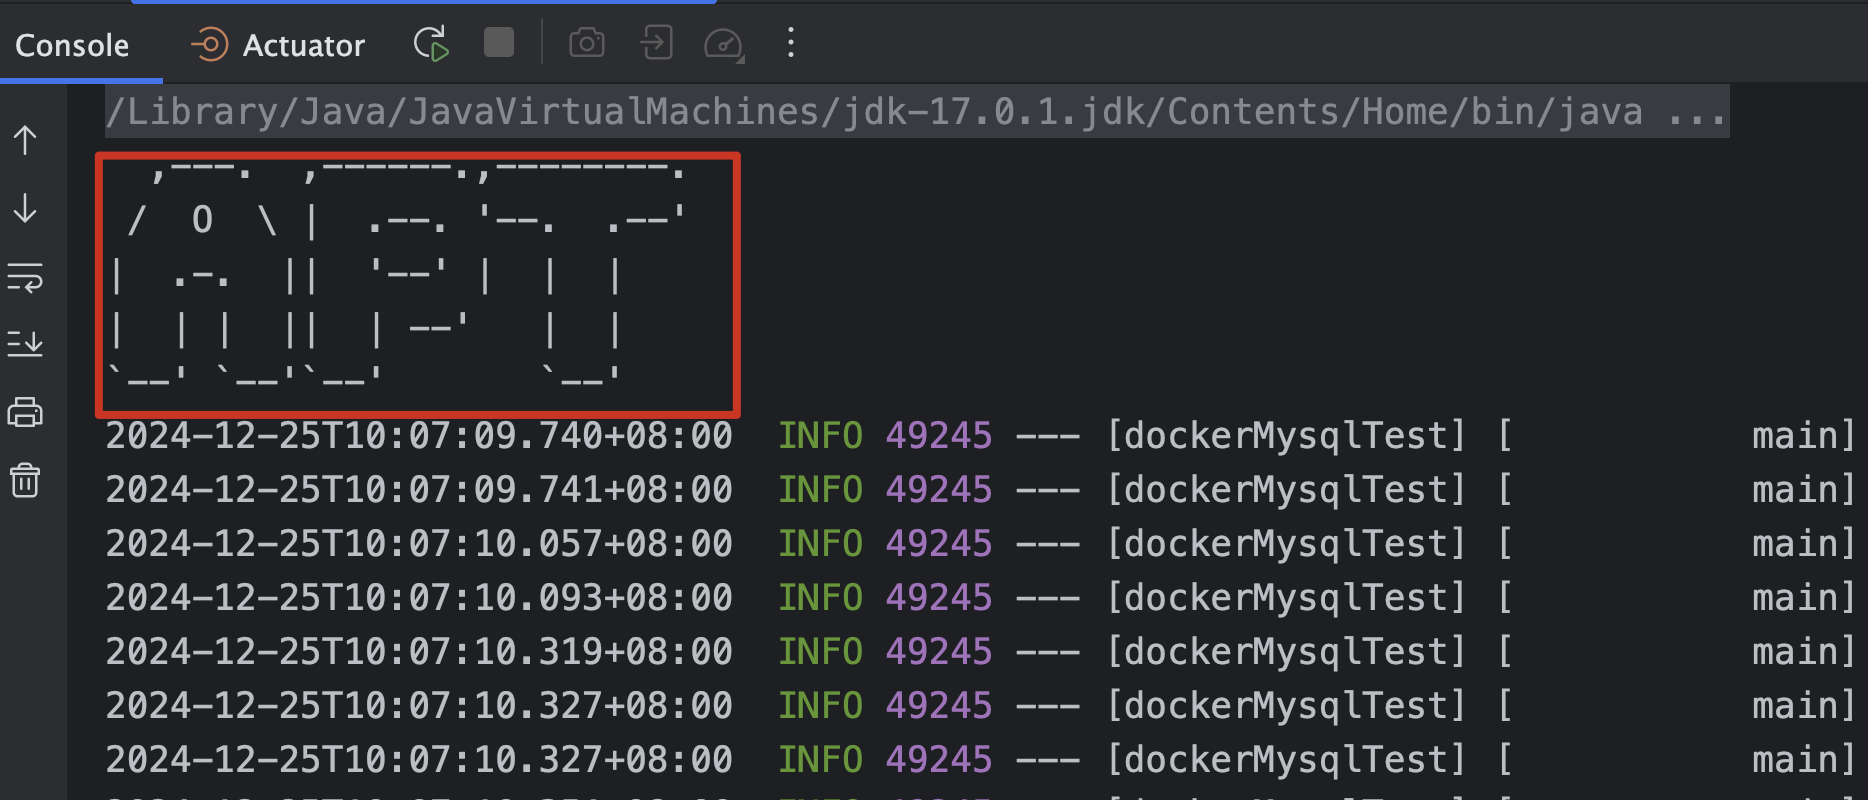 Console Actuator
/Library/Java/JavaVirtualMachines/jdk-17.0.1.jdk/Contents/Home/bin/java ...
  ,---.  ,------.,--------.
 /  O  \ |  .--. '--.  .--'
|  .-.  ||  '--' |  |  |
|  | |  ||  | --'   |  |
`--' `--'`--'       `--'
2024-12-25T10:07:09.740+08:00  INFO 49245 --- [dockerMysqlTest] [           main]
2024-12-25T10:07:09.741+08:00  INFO 49245 --- [dockerMysqlTest] [           main]
2024-12-25T10:07:10.057+08:00  INFO 49245 --- [dockerMysqlTest] [           main]
2024-12-25T10:07:10.093+08:00  INFO 49245 --- [dockerMysqlTest] [           main]
2024-12-25T10:07:10.319+08:00  INFO 49245 --- [dockerMysqlTest] [           main]
2024-12-25T10:07:10.327+08:00  INFO 49245 --- [dockerMysqlTest] [           main]
2024-12-25T10:07:10.327+08:00  INFO 49245 --- [dockerMysqlTest] [           main]